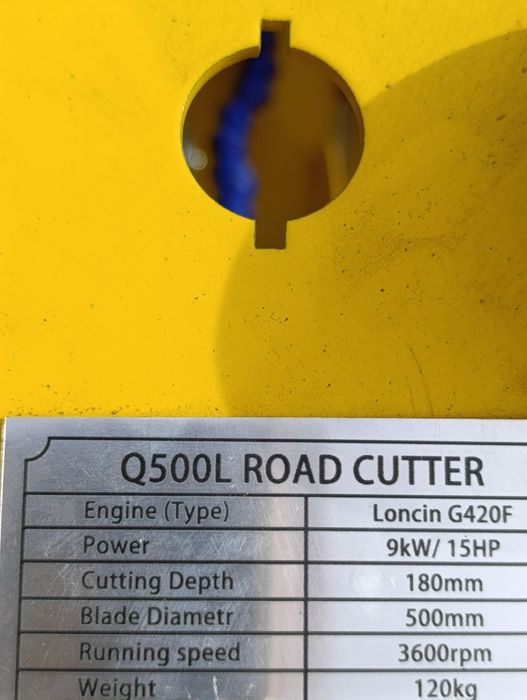 Q500L ROAD CUTTER
Engine (Type) Loncin G420F
Power 9kW/ 15HP
Cutting Depth 180mm
Blade Diametr 500mm
Running speed 3600rpm
Weight 120kg